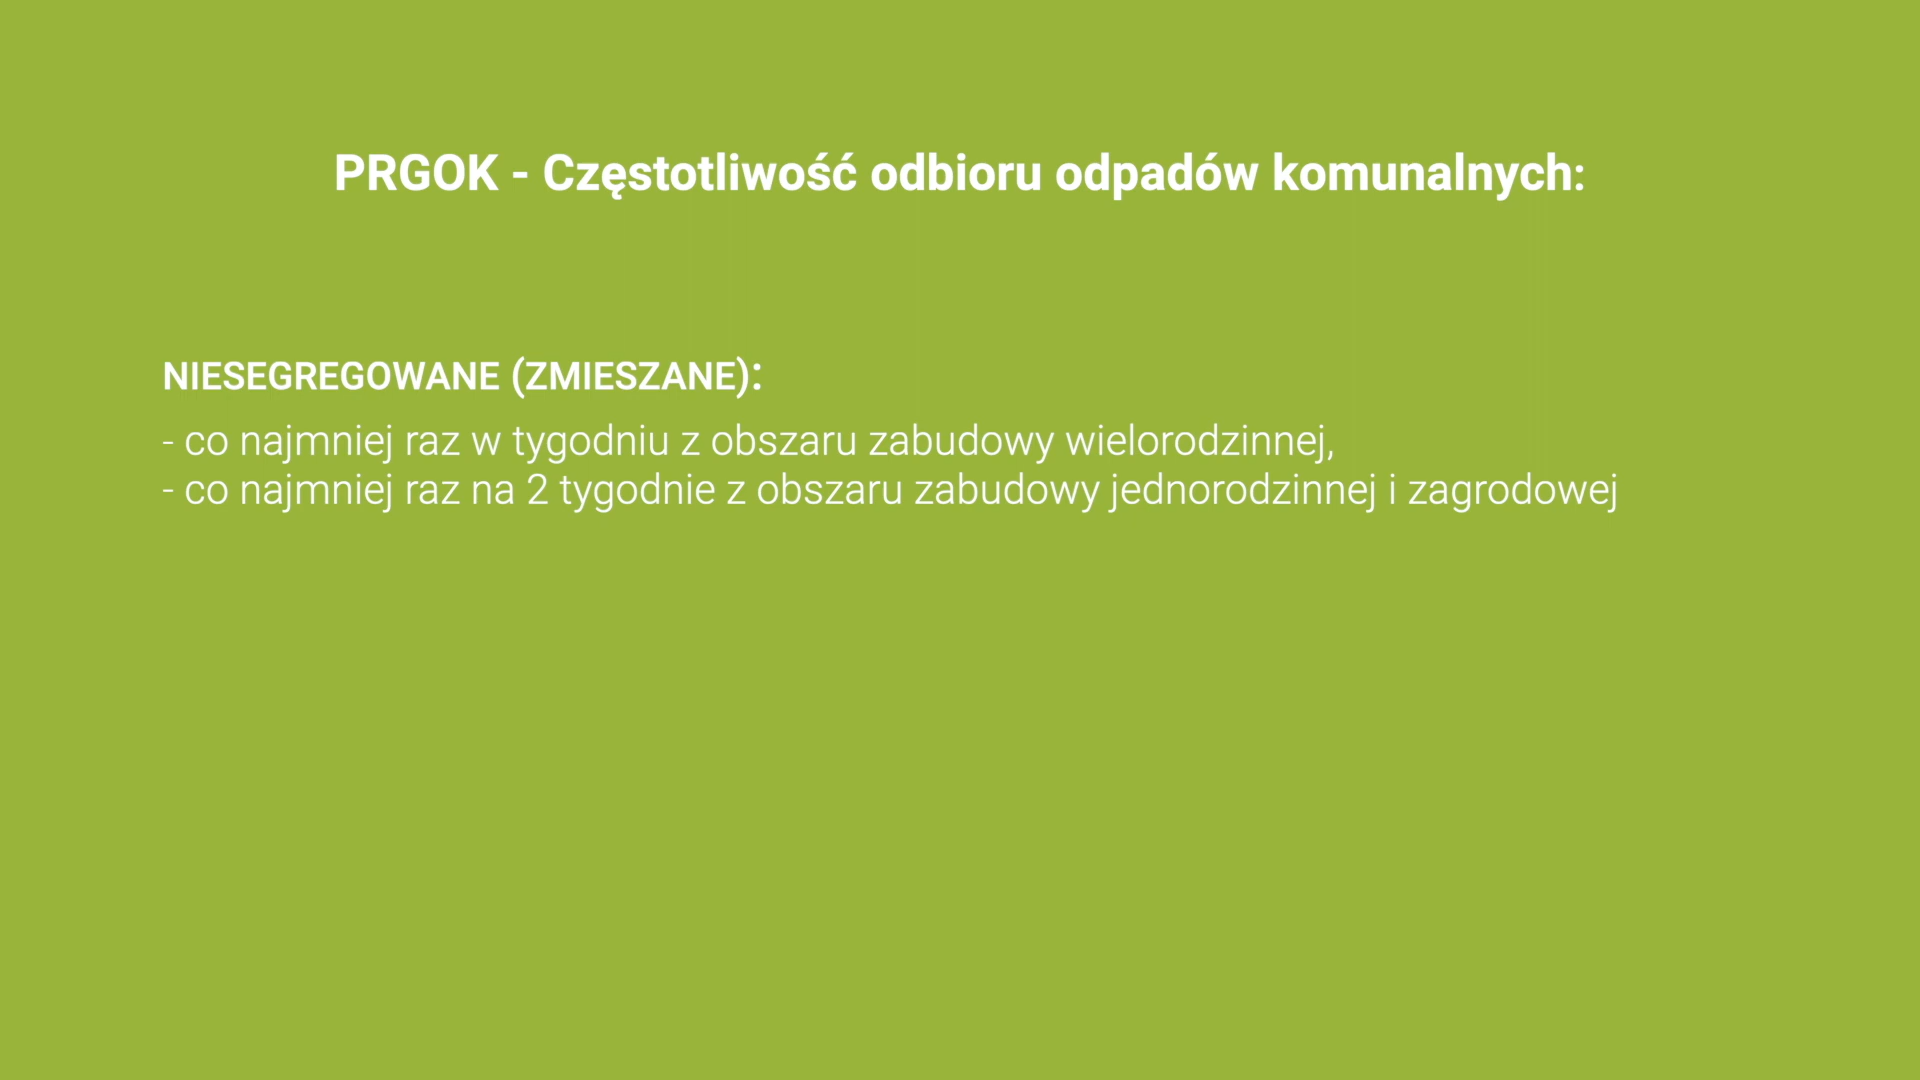 PRGOK - Częstotliwość odbioru odpadów komunalnych:
NIESEGREGOWANE (ZMIESZANE):
- co najmniej raz w tygodniu z obszaru zabudowy wielorodzinnej,
- co najmniej raz na 2 tygodnie z obszaru zabudowy jednorodzinnej i zagrodowej